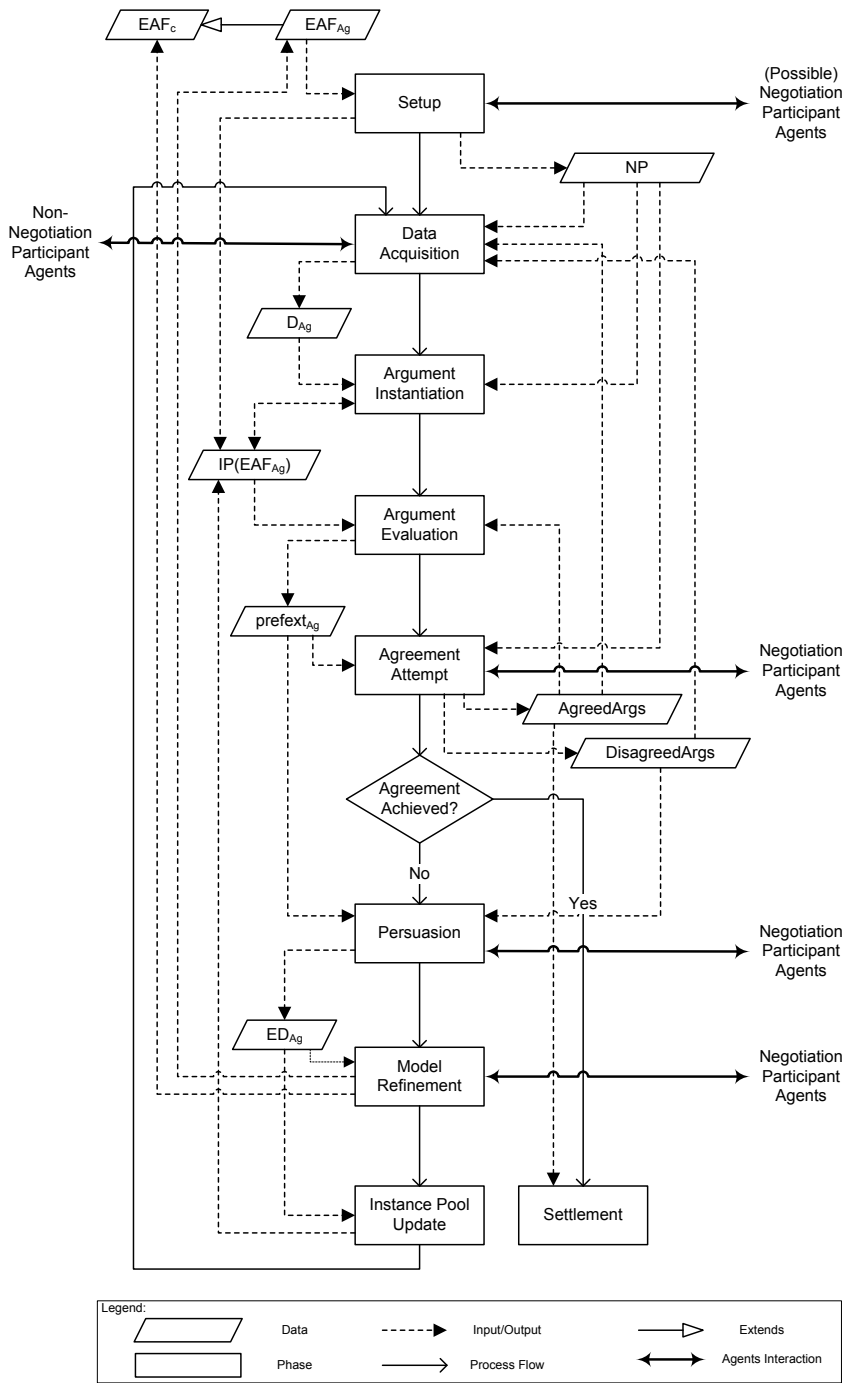 EAFc
EAFAg
Setup
(Possible)
Negotiation
Participant
Agents
NP
Non-
Negotiation
Participant
Agents
Data
Acquisition
DAg
Argument
Instantiation
IP(EAFAg)
Argument
Evaluation
prefextAg
Agreement
Attempt
Negotiation
Participant
Agents
AgreedArgs
DisagreedArgs
Agreement
Achieved?
No
Yes
Persuasion
Negotiation
Participant
Agents
EDAg
Model
Refinement
Negotiation
Participant
Agents
Instance Pool
Update
Settlement
Legend:
Data
Input/Output
Extends
Phase
Process Flow
Agents Interaction